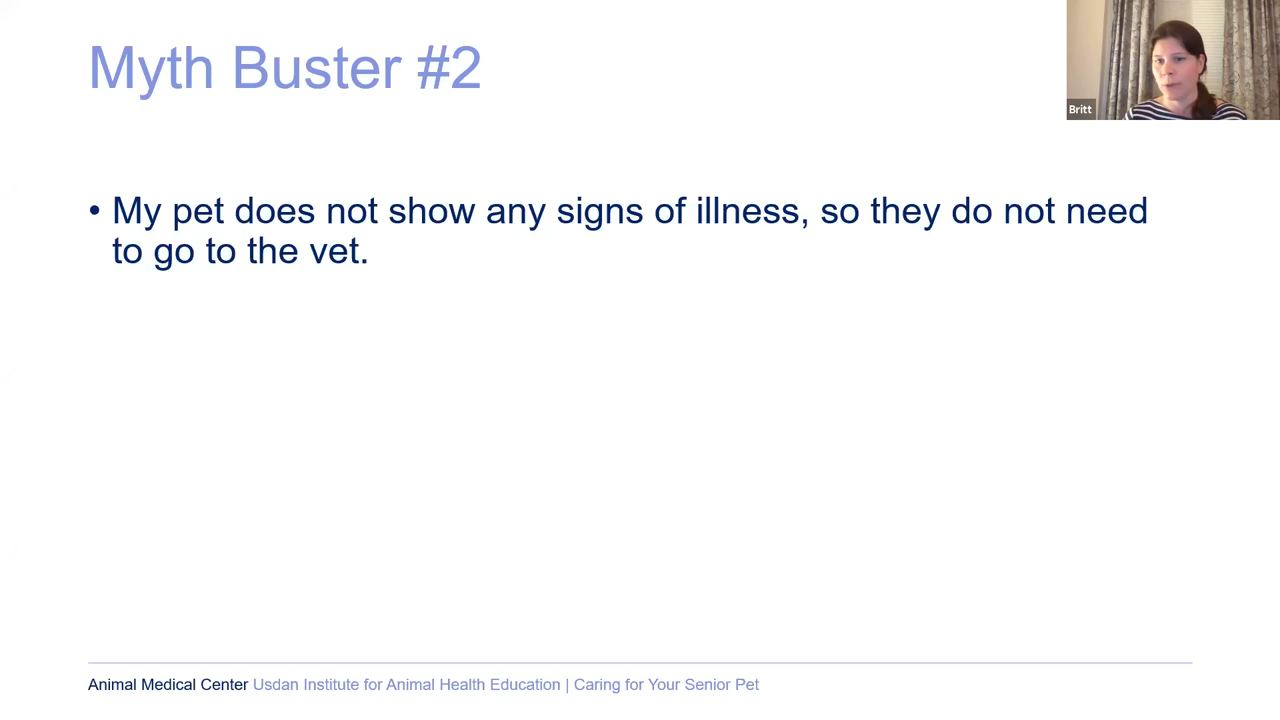 Myth Buster #2
Britt
• My pet does not show any signs of illness, so they do not need
to go to the vet.
Animal Medical Center Usdan Institute for Animal Health Education | Caring for Your Senior Pet